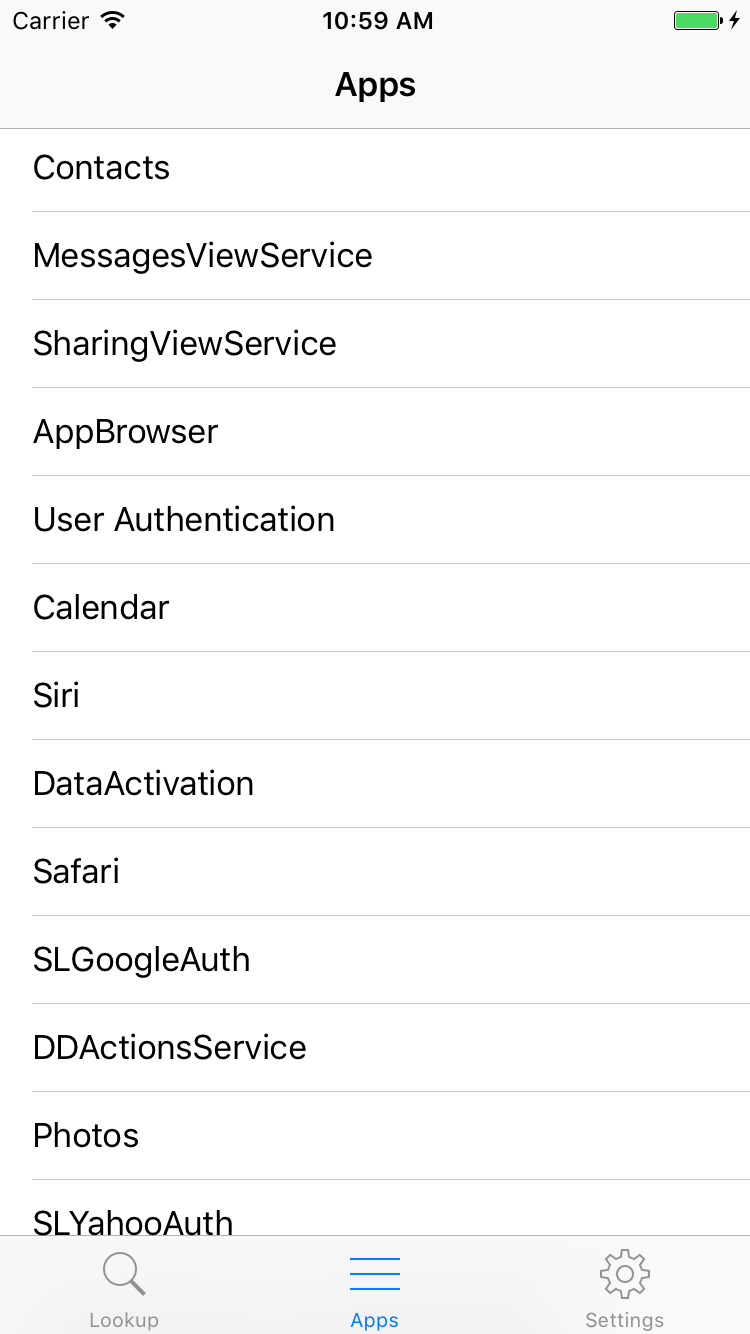 Carrier 10:59 AM
Apps
Contacts
MessagesViewService
SharingViewService
AppBrowser
User Authentication
Calendar
Siri
DataActivation
Safari
SLGoogleAuth
DDActionsService
Photos
SLYahooAuth
Lookup Apps Settings